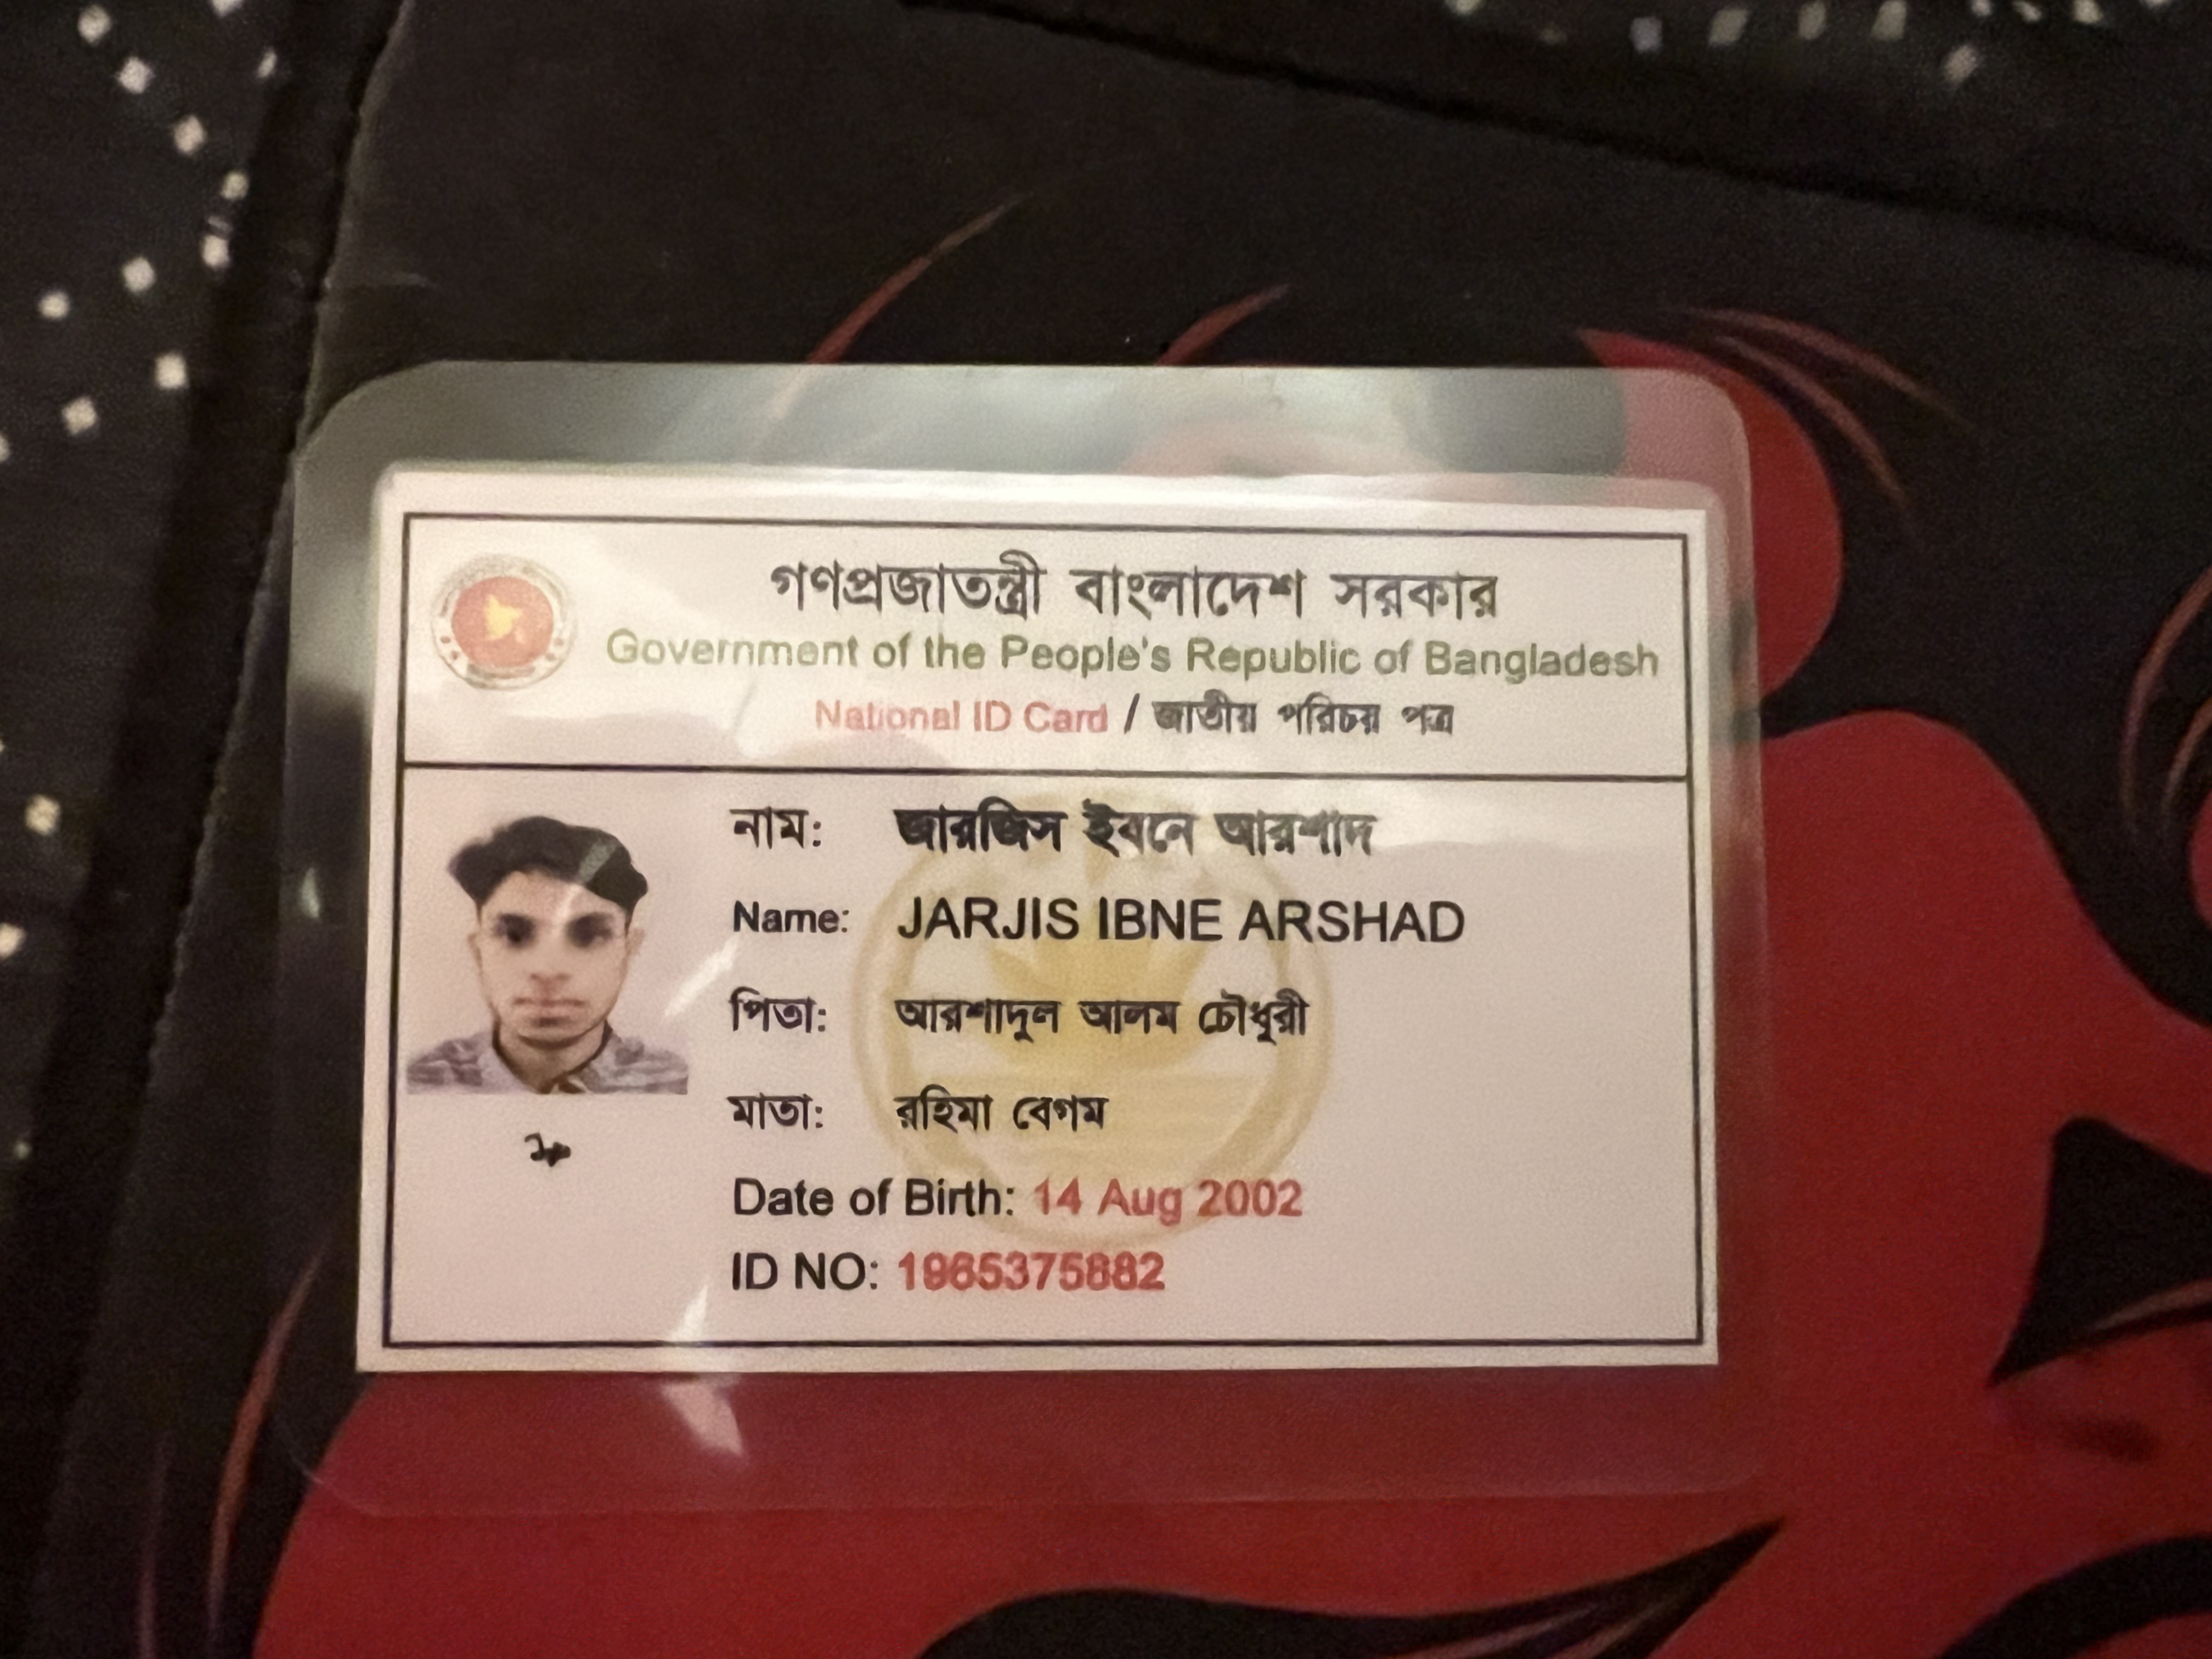 গণপ্রজাতন্ত্রী বাংলাদেশ সরকার
Government of the People's Republic of Bangladesh
National ID Card / জাতীয় পরিচয় পত্র
নাম: জারজিস ইবনে আরশাদ
Name: JARJIS IBNE ARSHAD
পিতা: আরশাদুল আলম চৌধুরী
মাতা: রহিমা বেগম
Date of Birth: 14 Aug 2002
ID NO: 1965375882